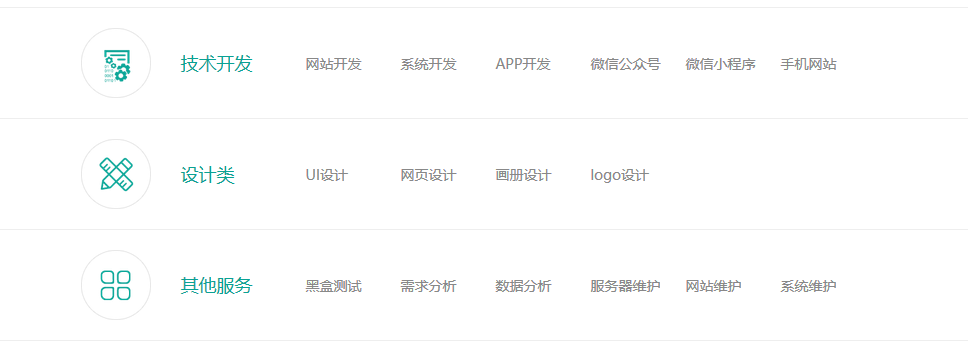 技术开发 网站开发 系统开发 APP开发 微信公众号 微信小程序 手机网站
设计类 UI设计 网页设计 画册设计 logo设计
其他服务 黑盒测试 需求分析 数据分析 服务器维护 网站维护 系统维护